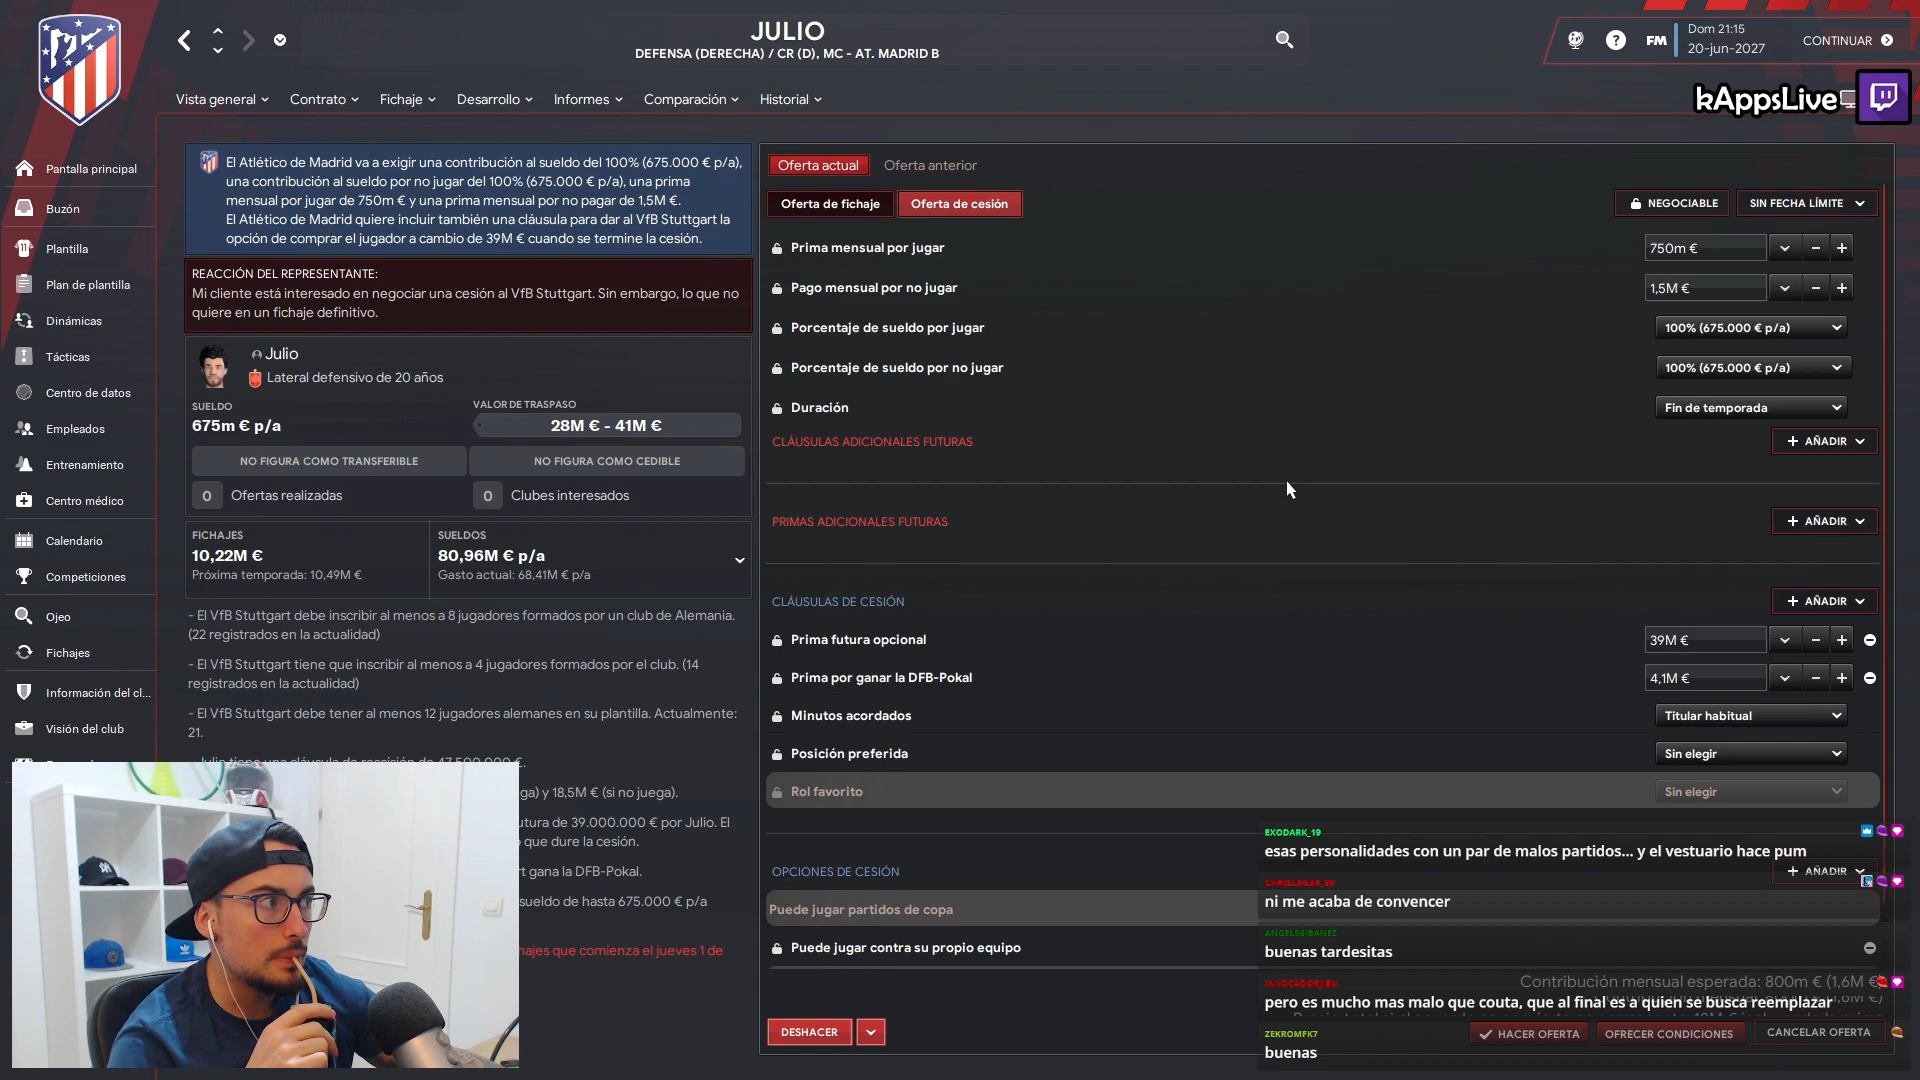 JULIO
DEFENSA (DERECHA) / CR (D), MC - AT. MADRID B
FM
Dom 21:15
20-jun-2027
CONTINUAR
kAppsLive
Vista general
Contrato
Fichaje
Desarrollo
Informes
Comparación
Historial
Pantalla principal
Buzón
Plantilla
Plan de plantilla
Dinámicas
Tácticas
Centro de datos
Empleados
Entrenamiento
Centro médico
Calendario
Competiciones
Ojeo
Fichajes
Información del cl...
Visión del club
El Atlético de Madrid va a exigir una contribución al sueldo del 100% (675.000 € p/a),
una contribución al sueldo por no jugar del 100% (675.000 € p/a), una prima
mensual por jugar de 750m € y una prima mensual por no pagar de 1,5M €.
El Atlético de Madrid quiere incluir también una cláusula para dar al VfB Stuttgart la
opción de comprar el jugador a cambio de 39M € cuando se termine la cesión.
REACCIÓN DEL REPRESENTANTE:
Mi cliente está interesado en negociar una cesión al VfB Stuttgart. Sin embargo, lo que no
quiere en un fichaje definitivo.
Julio
Lateral defensivo de 20 años
SUELDO
675m € p/a
VALOR DE TRASPASO
28M € - 41M €
NO FIGURA COMO TRANSFERIBLE
NO FIGURA COMO CEDIBLE
0 Ofertas realizadas
0 Clubes interesados
FICHAJES
10,22M €
Próxima temporada: 10,49M €
SUELDOS
80,96M € p/a
Gasto actual: 68,41M € p/a
- El VfB Stuttgart debe inscribir al menos a 8 jugadores formados por un club de Alemania.
(22 registrados en la actualidad)
- El VfB Stuttgart tiene que inscribir al menos a 4 jugadores formados por el club. (14
registrados en la actualidad)
- El VfB Stuttgart debe tener al menos 12 jugadores alemanes en su plantilla. Actualmente:
21.
- Julio tiene una cláusula de rescisión de 47.500.000 €.
ga) y 18,5M € (si no juega).
utura de 39.000.000 € por Julio. El
o que dure la cesión.
rt gana la DFB-Pokal.
sueldo de hasta 675.000 € p/a
hajes que comienza el jueves 1 de
Oferta actual
Oferta anterior
Oferta de fichaje
Oferta de cesión
NEGOCIABLE
SIN FECHA LÍMITE
Prima mensual por jugar
750m €
Pago mensual por no jugar
1,5M €
Porcentaje de sueldo por jugar
100% (675.000 € p/a)
Porcentaje de sueldo por no jugar
100% (675.000 € p/a)
Duración
Fin de temporada
CLÁUSULAS ADICIONALES FUTURAS
AÑADIR
PRIMAS ADICIONALES FUTURAS
AÑADIR
CLÁUSULAS DE CESIÓN
AÑADIR
Prima futura opcional
39M €
Prima por ganar la DFB-Pokal
4,1M €
Minutos acordados
Titular habitual
Posición preferida
Sin elegir
Rol favorito
Sin elegir
OPCIONES DE CESIÓN
AÑADIR
Puede jugar partidos de copa
Puede jugar contra su propio equipo
EXODARK_19
esas personalidades con un par de malos partidos... y el vestuario hace pum
ni me acaba de convencer
ANGEL98IBANEZ
buenas tardesitas
Contribución mensual esperada: 800m € (1,6M €)
pero es mucho mas malo que couta, que al final es a quien se busca reemplazar
ZEKROMFK7
buenas
DESHACER
HACER OFERTA
OFRECER CONDICIONES
CANCELAR OFERTA